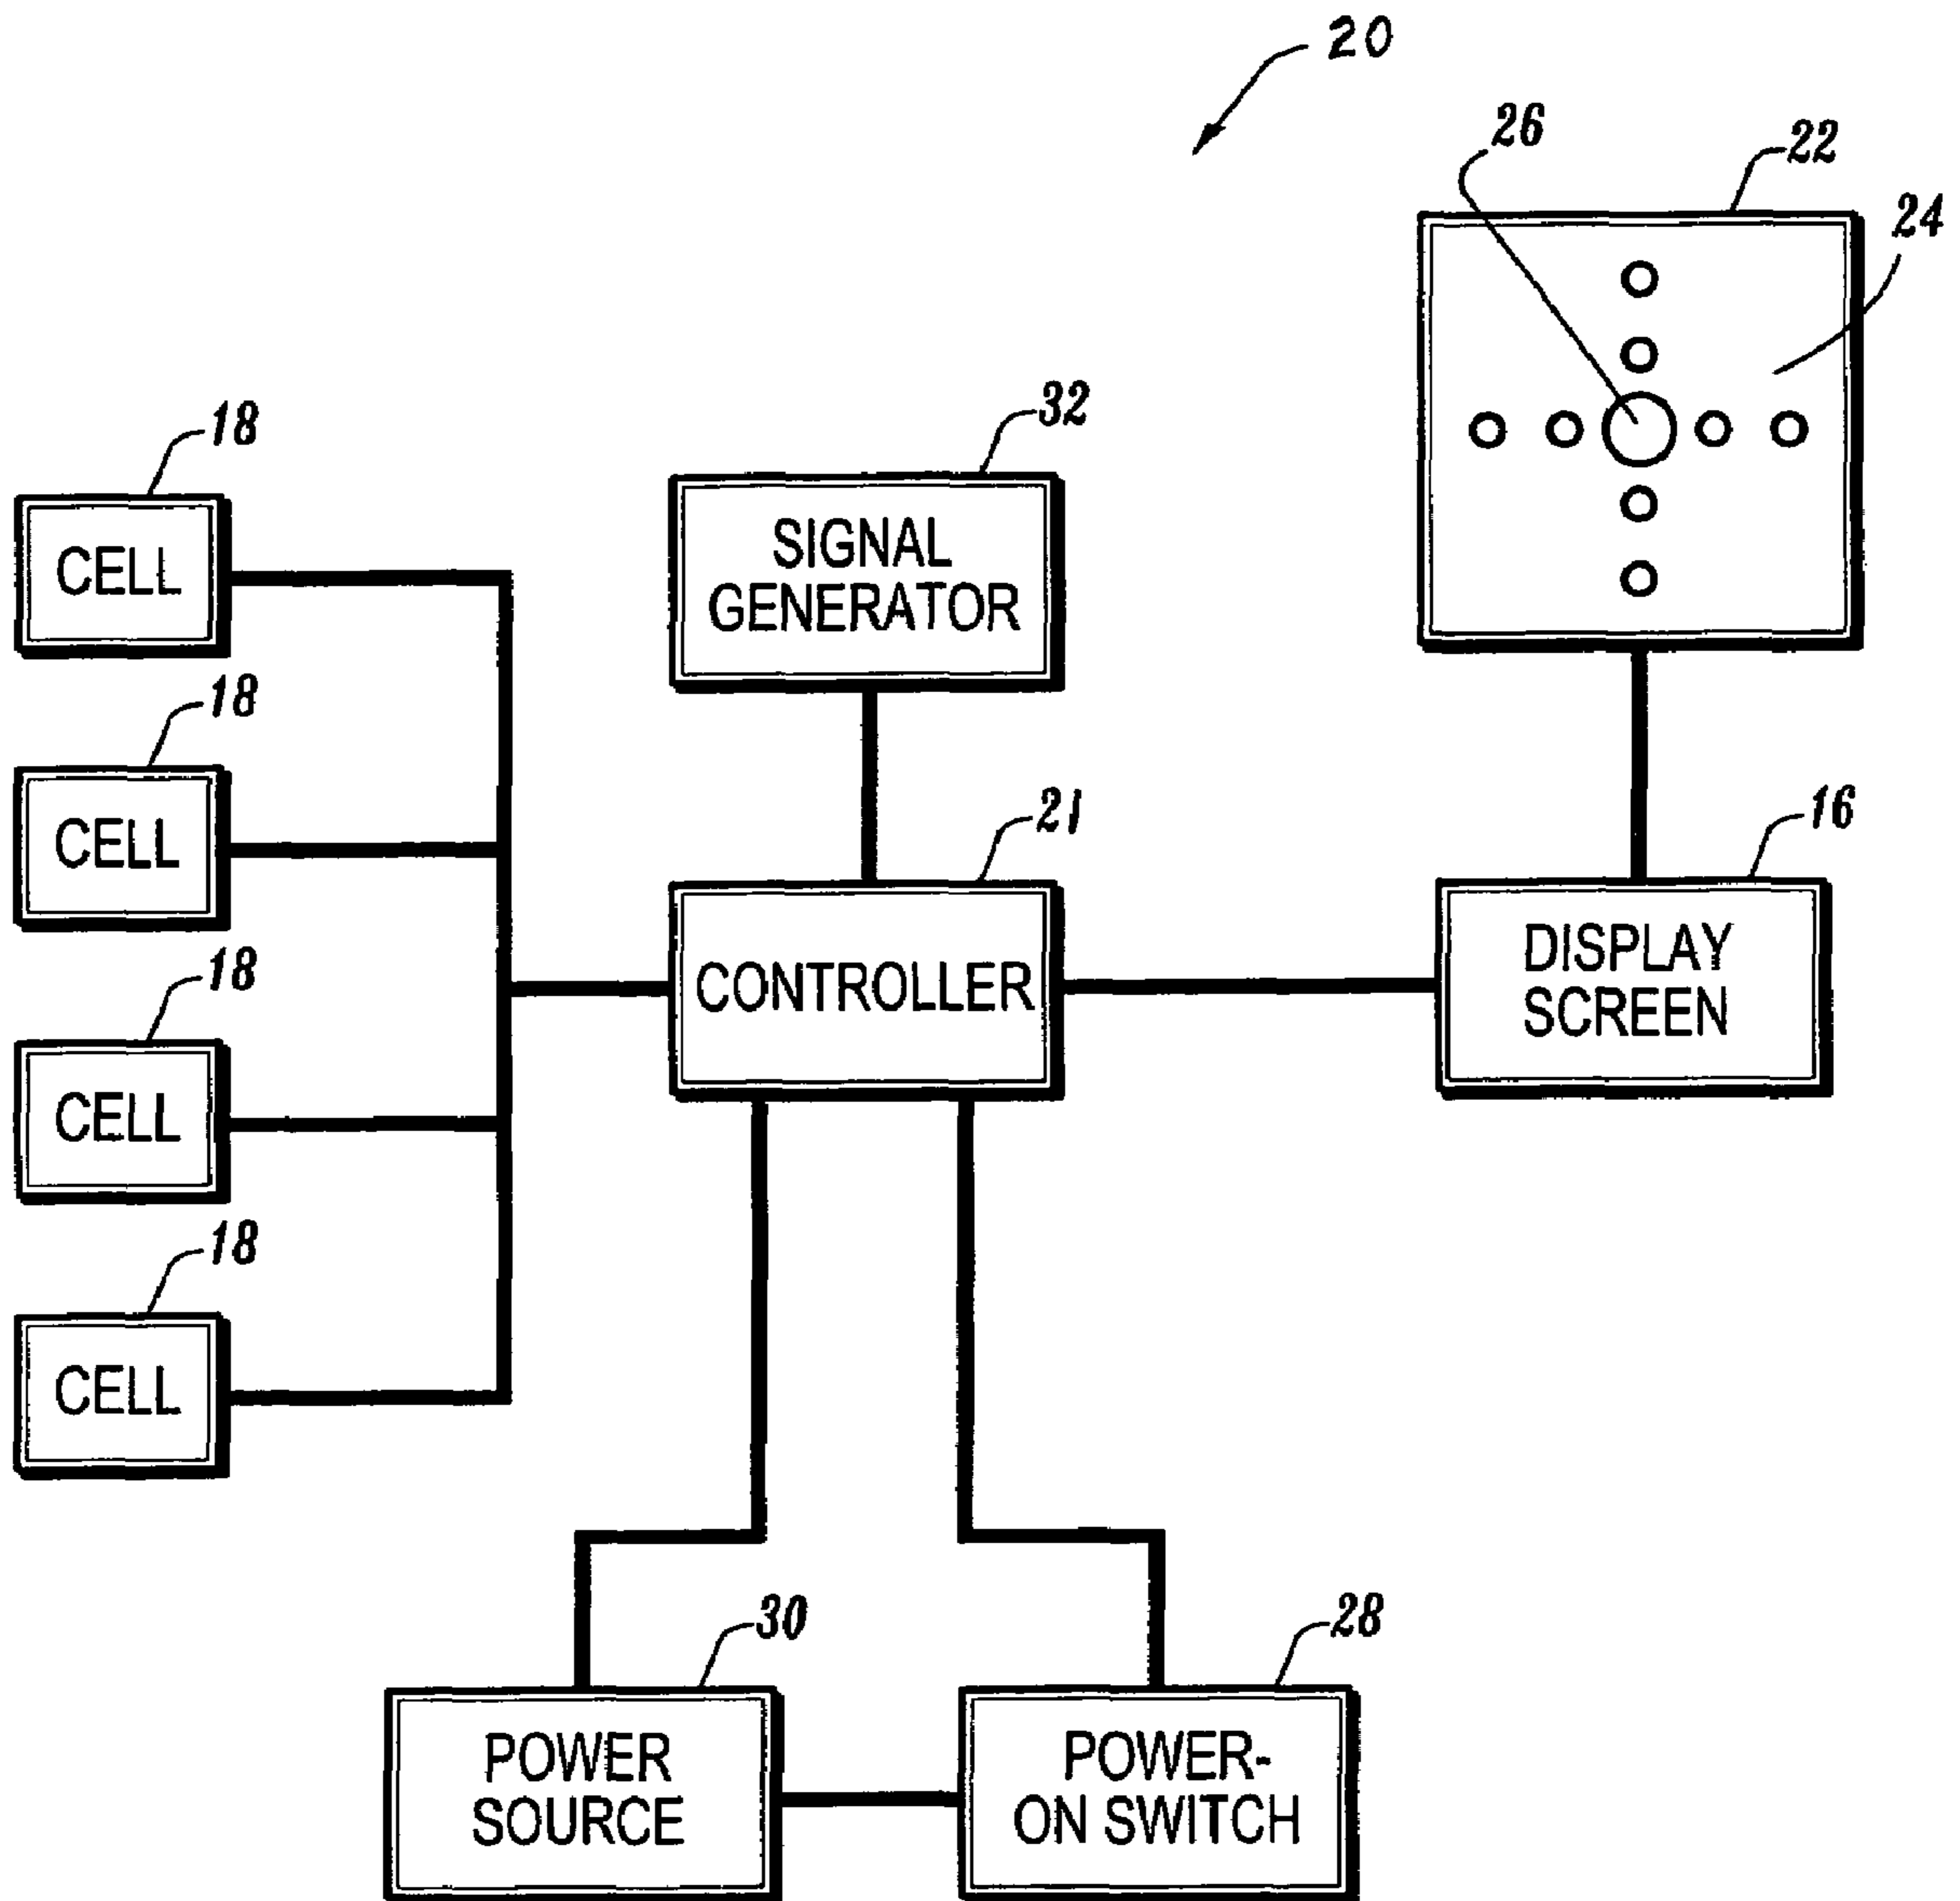 20
26
22
24
18
CELL
32
SIGNAL
GENERATOR
18
CELL
21
CONTROLLER
16
DISPLAY
SCREEN
18
CELL
18
CELL
30
POWER
SOURCE
28
POWER-
ON SWITCH